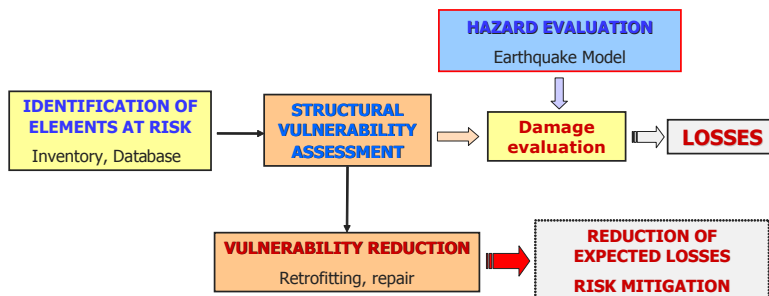 HAZARD EVALUATION
Earthquake Model
IDENTIFICATION OF
ELEMENTS AT RISK
Inventory, Database
STRUCTURAL
VULNERABILITY
ASSESSMENT
Damage
evaluation
LOSSES
VULNERABILITY REDUCTION
Retrofitting, repair
REDUCTION OF
EXPECTED LOSSES
RISK MITIGATION